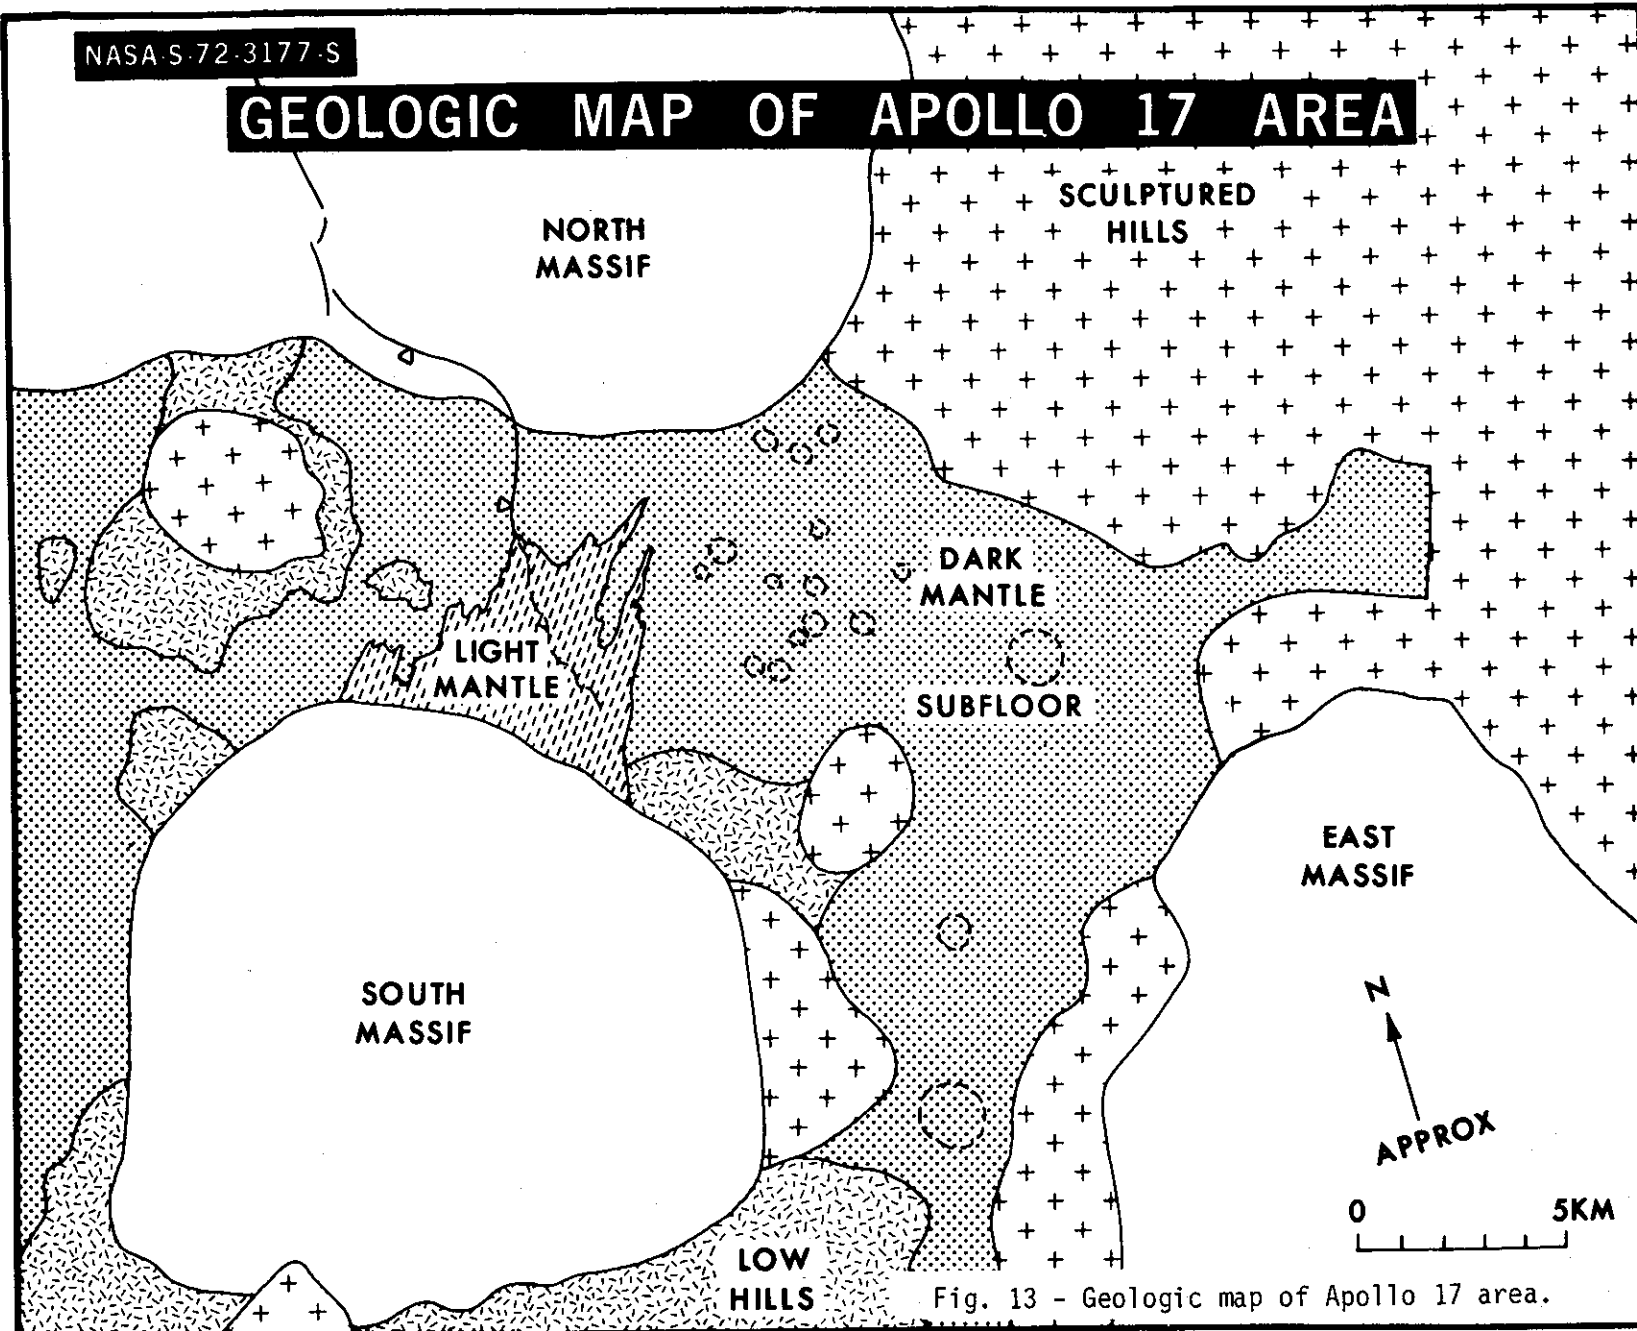 NASA-S-72-3177-S
GEOLOGIC MAP OF APOLLO 17 AREA
SCULPTURED
HILLS
NORTH
MASSIF
DARK
MANTLE
LIGHT
MANTLE
SUBFLOOR
EAST
MASSIF
SOUTH
MASSIF
N
APPROX
0 5KM
LOW
HILLS
Fig. 13 - Geologic map of Apollo 17 area.